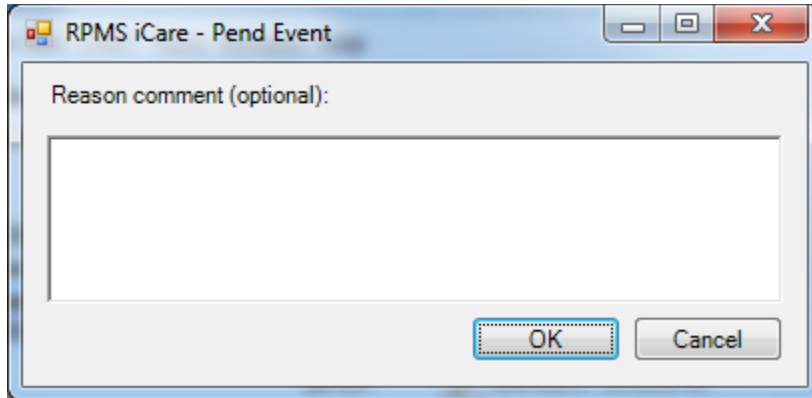 RPMS iCare - Pend Event
Reason comment (optional):
OK
Cancel